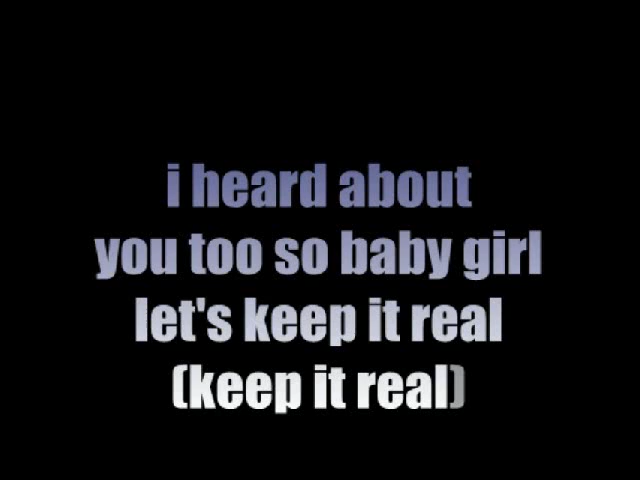 i heard about
you too so baby girl
let's keep it real
(keep it real)